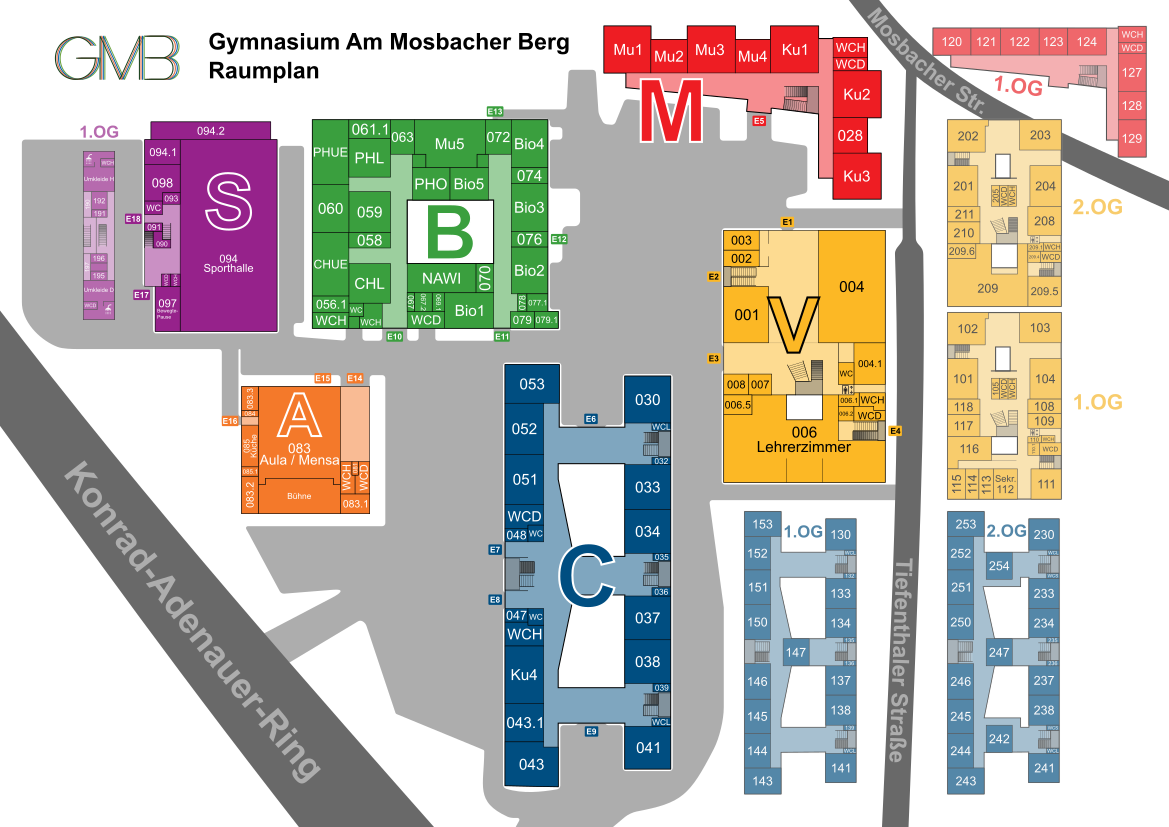 GMB
Gymnasium Am Mosbacher Berg
Raumplan
Mu1
Mu2
Mu3
Mu4
Ku1
WCH
WCD
Ku2
028
Ku3
M
E5
Mosbacher Str.
120
121
122
123
124
WCH
WCD
127
128
129
1.OG
1.OG
WCH
Umkleide H
192
191
196
195
Umkleide D
WCD
094.2
094.1
098
093
WC
091
090
097
Bewegte-
Pause
S
094
Sporthalle
E18
E17
E13
PHUE
061.1
PHL
063
Mu5
072
Bio4
PHO
Bio5
074
060
059
B
Bio3
058
076
E12
CHUE
CHL
NAWI
070
Bio2
056.1
WC
067
067.2
069.1
Bio1
078
077.1
WCH
WCH
WCD
079
079.1
E10
E11
E1
003
002
E2
004
001
V
E3
008
007
WC
004.1
006.5
006.1
WCH
006.2
WCD
006
Lehrerzimmer
E4
202
203
201
205
WCD
WCH
204
211
210
208
209.6
WCH
WCD
209
209.5
2.OG
102
103
101
105
WCD
WCH
104
118
108
117
109
110
WCH
116
WCD
115
114
113
Sekr.
112
111
1.OG
E15
E14
E16
083.3
084
085
Küche
085.1
083.2
A
083
Aula / Mensa
Bühne
WCH
081
WCD
083.1
053
052
051
WCD
048
WC
E7
E8
047
WC
WCH
Ku4
043.1
043
E6
030
WCL
032
033
034
035
036
037
038
039
WCL
041
E9
C
153
1.OG
130
152
WCL
132
151
133
150
134
147
135
136
146
137
145
138
139
144
WCL
143
141
253
2.OG
230
252
254
WCL
251
233
250
234
247
235
236
246
237
245
238
244
242
WCL
243
241
Konrad-Adenauer-Ring
Tiefenthaler Straße